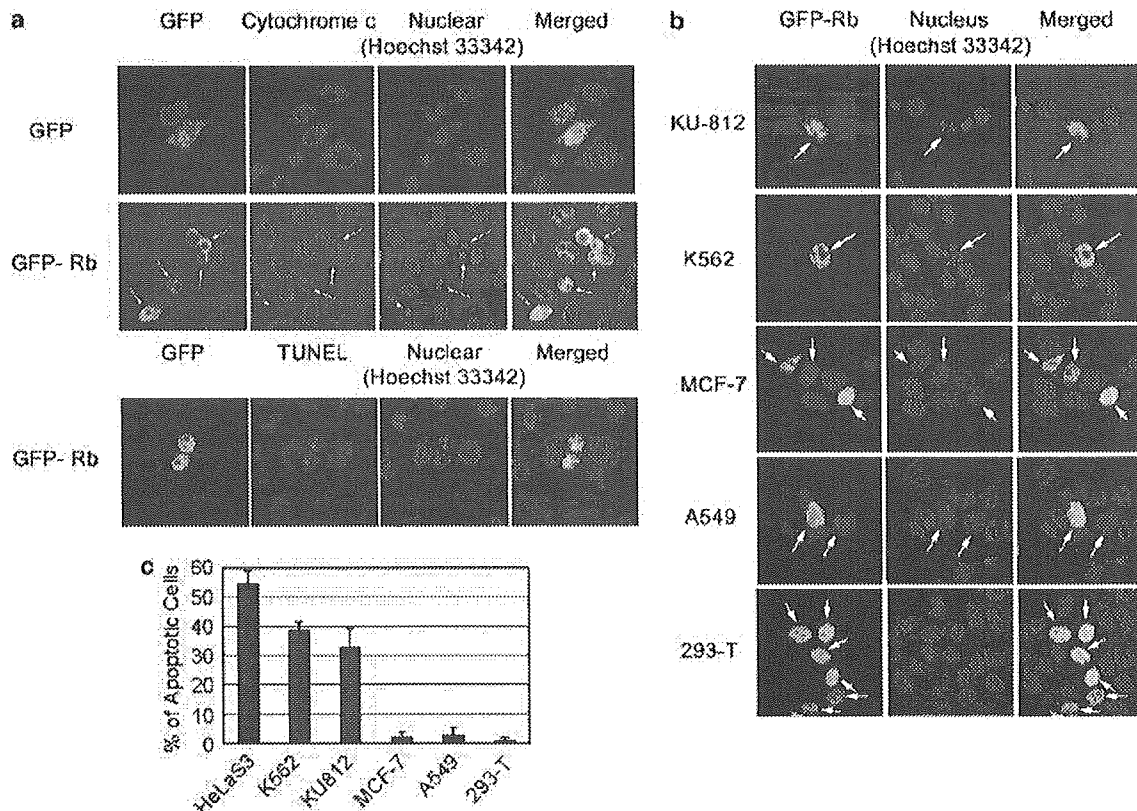 a
GFP Cytochrome c Nuclear Merged
(Hoechst 33342)
GFP
GFP- Rb
GFP TUNEL Nuclear Merged
(Hoechst 33342)
GFP- Rb
b
GFP-Rb Nucleus Merged
(Hoechst 33342)
KU-812
K562
MCF-7
A549
293-T
c
% of Apoptotic Cells
60
50
40
30
20
10
0
HeLaS3 K562 KU812 MCF-7 A549 293-T